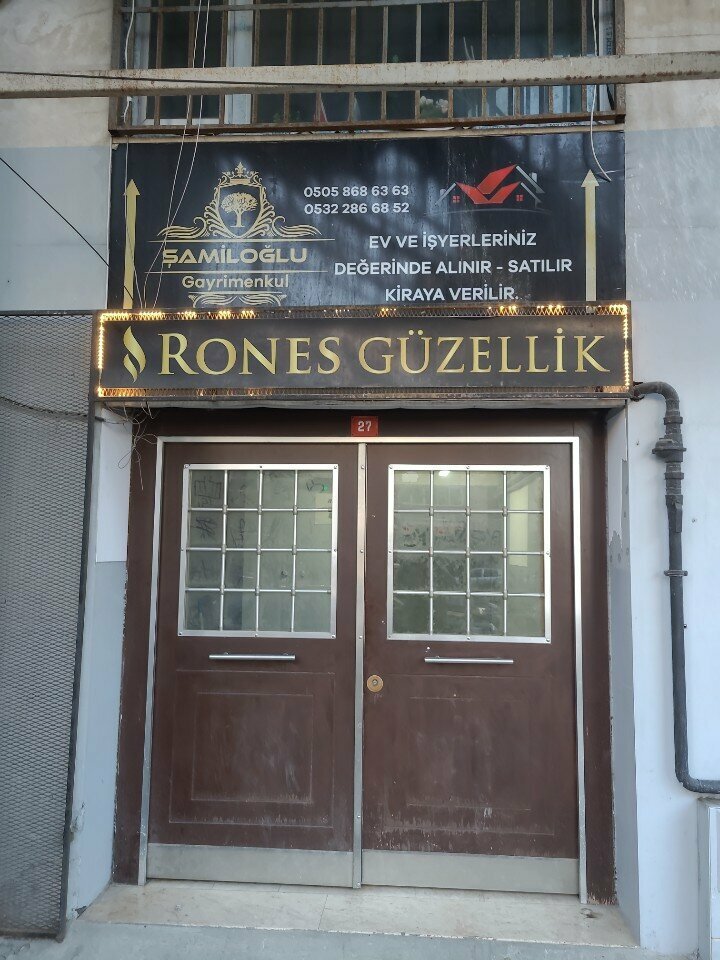 0505 868 63 63
0532 286 68 52
ŞAMİLOĞLU
Gayrimenkul
EV VE İŞYERLERİNİZ
DEĞERİNDE ALINIR - SATILIR
KİRAYA VERİLİR.
RONES GÜZELLİK
27